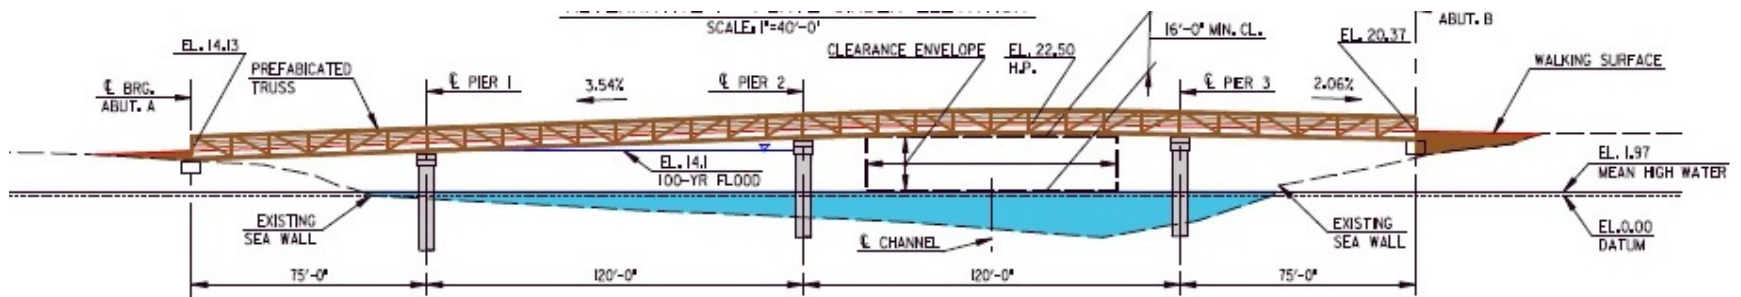 SCALE: 1"=40'-0'
ABUT. B
16'-0" MIN. CL.
EL. 14.13
CLEARANCE ENVELOPE
EL. 22.50
H.P.
EL. 20.37
PREFABICATED
TRUSS
WALKING SURFACE
℄ BRG.
ABUT. A
℄ PIER 1
3.54%
℄ PIER 2
℄ PIER 3
2.06%
EL. 14.1
100-YR FLOOD
EL. 1.97
MEAN HIGH WATER
EXISTING
SEA WALL
℄ CHANNEL
EXISTING
SEA WALL
EL.0.00
DATUM
75'-0"
120'-0"
120'-0"
75'-0"